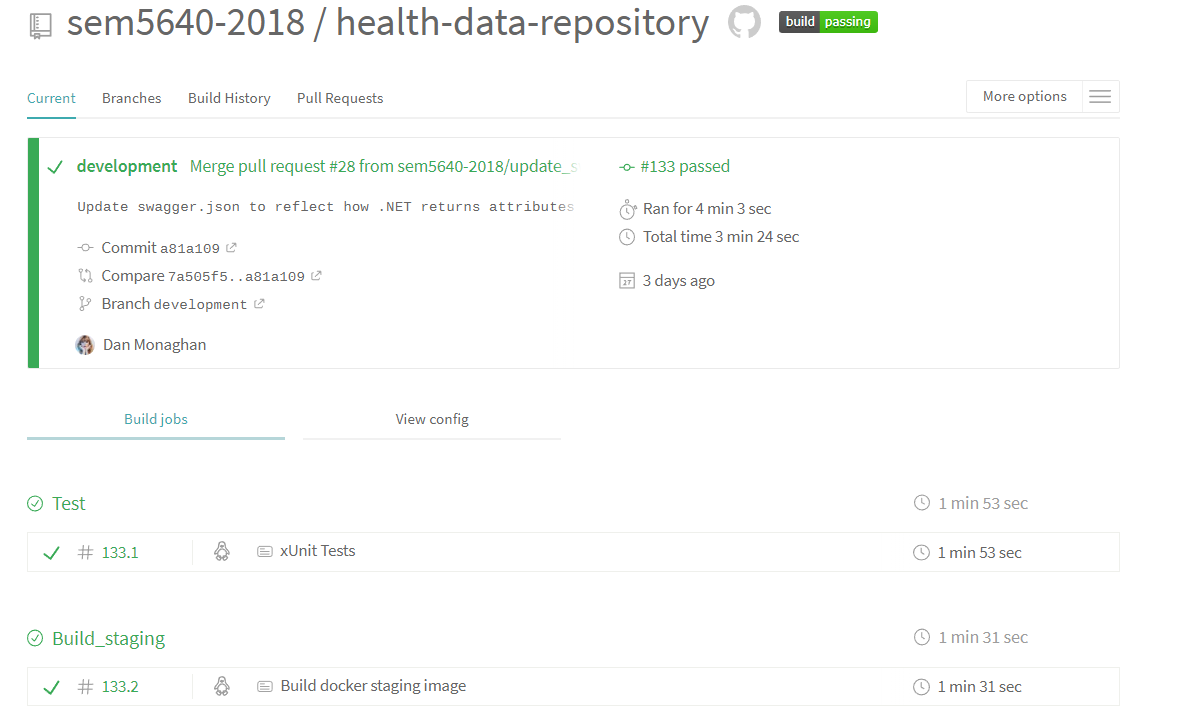 sem5640-2018 / health-data-repository build passing
Current Branches Build History Pull Requests More options
development Merge pull request #28 from sem5640-2018/update_s #133 passed
Update swagger.json to reflect how .NET returns attributes Ran for 4 min 3 sec
Total time 3 min 24 sec
Commit a81a109
Compare 7a505f5..a81a109 3 days ago
Branch development
Dan Monaghan
Build jobs View config
Test 1 min 53 sec
# 133.1 xUnit Tests 1 min 53 sec
Build_staging 1 min 31 sec
# 133.2 Build docker staging image 1 min 31 sec